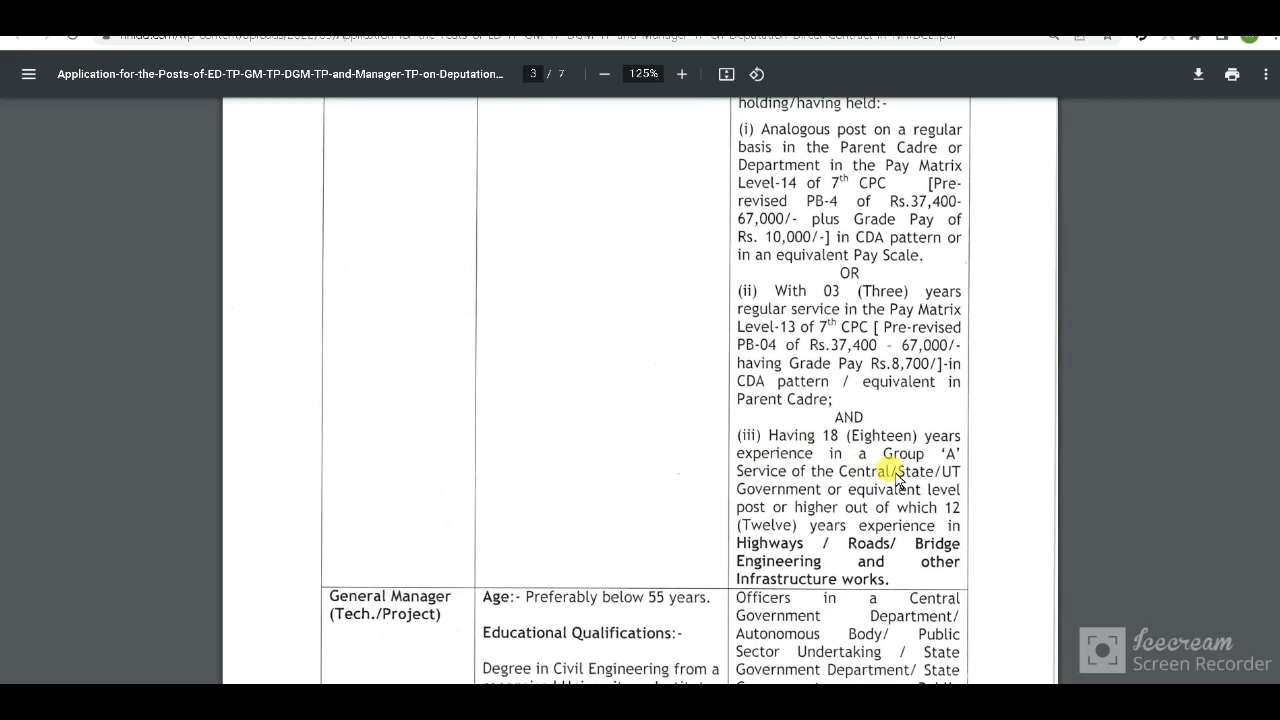 Application-for-the-Posts-of-ED-TP-GM-TP-DGM-TP-and-Manager-TP-on-Deputation...
3 / 7
125%
holding/having held:-
(i) Analogous post on a regular
basis in the Parent Cadre or
Department in the Pay Matrix
Level-14 of 7th CPC [Pre-
revised PB-4 of Rs.37,400-
67,000/- plus Grade Pay of
Rs. 10,000/-] in CDA pattern or
in an equivalent Pay Scale.
OR
(ii) With 03 (Three) years
regular service in the Pay Matrix
Level-13 of 7th CPC [ Pre-revised
PB-04 of Rs.37,400 - 67,000/-
having Grade Pay Rs.8,700/]-in
CDA pattern / equivalent in
Parent Cadre;
AND
(iii) Having 18 (Eighteen) years
experience in a Group ‘A’
Service of the Central/State/UT
Government or equivalent level
post or higher out of which 12
(Twelve) years experience in
Highways / Roads/ Bridge
Engineering and other
Infrastructure works.
General Manager
(Tech./Project)
Age:- Preferably below 55 years.
Educational Qualifications:-
Degree in Civil Engineering from a
Officers in a Central
Government Department/
Autonomous Body/ Public
Sector Undertaking / State
Government Department/ State
Icecream
Screen Recorder